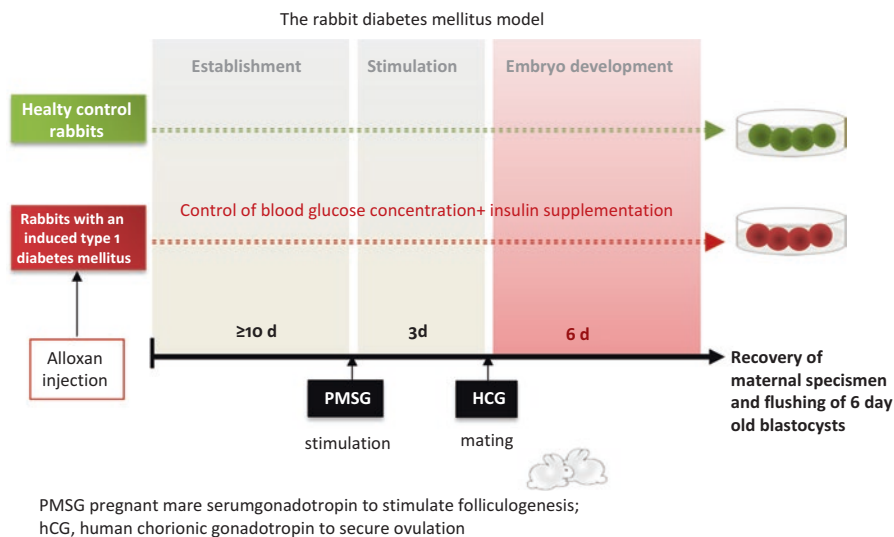 The rabbit diabetes mellitus model
Establishment
Stimulation
Embryo development
Healty control
rabbits
Control of blood glucose concentration+ insulin supplementation
Rabbits with an
induced type 1
diabetes mellitus
≥10 d
3d
6 d
Alloxan
injection
PMSG
HCG
stimulation
mating
Recovery of
maternal specismen
and flushing of 6 day
old blastocysts
PMSG pregnant mare serumgonadotropin to stimulate folliculogenesis;
hCG, human chorionic gonadotropin to secure ovulation